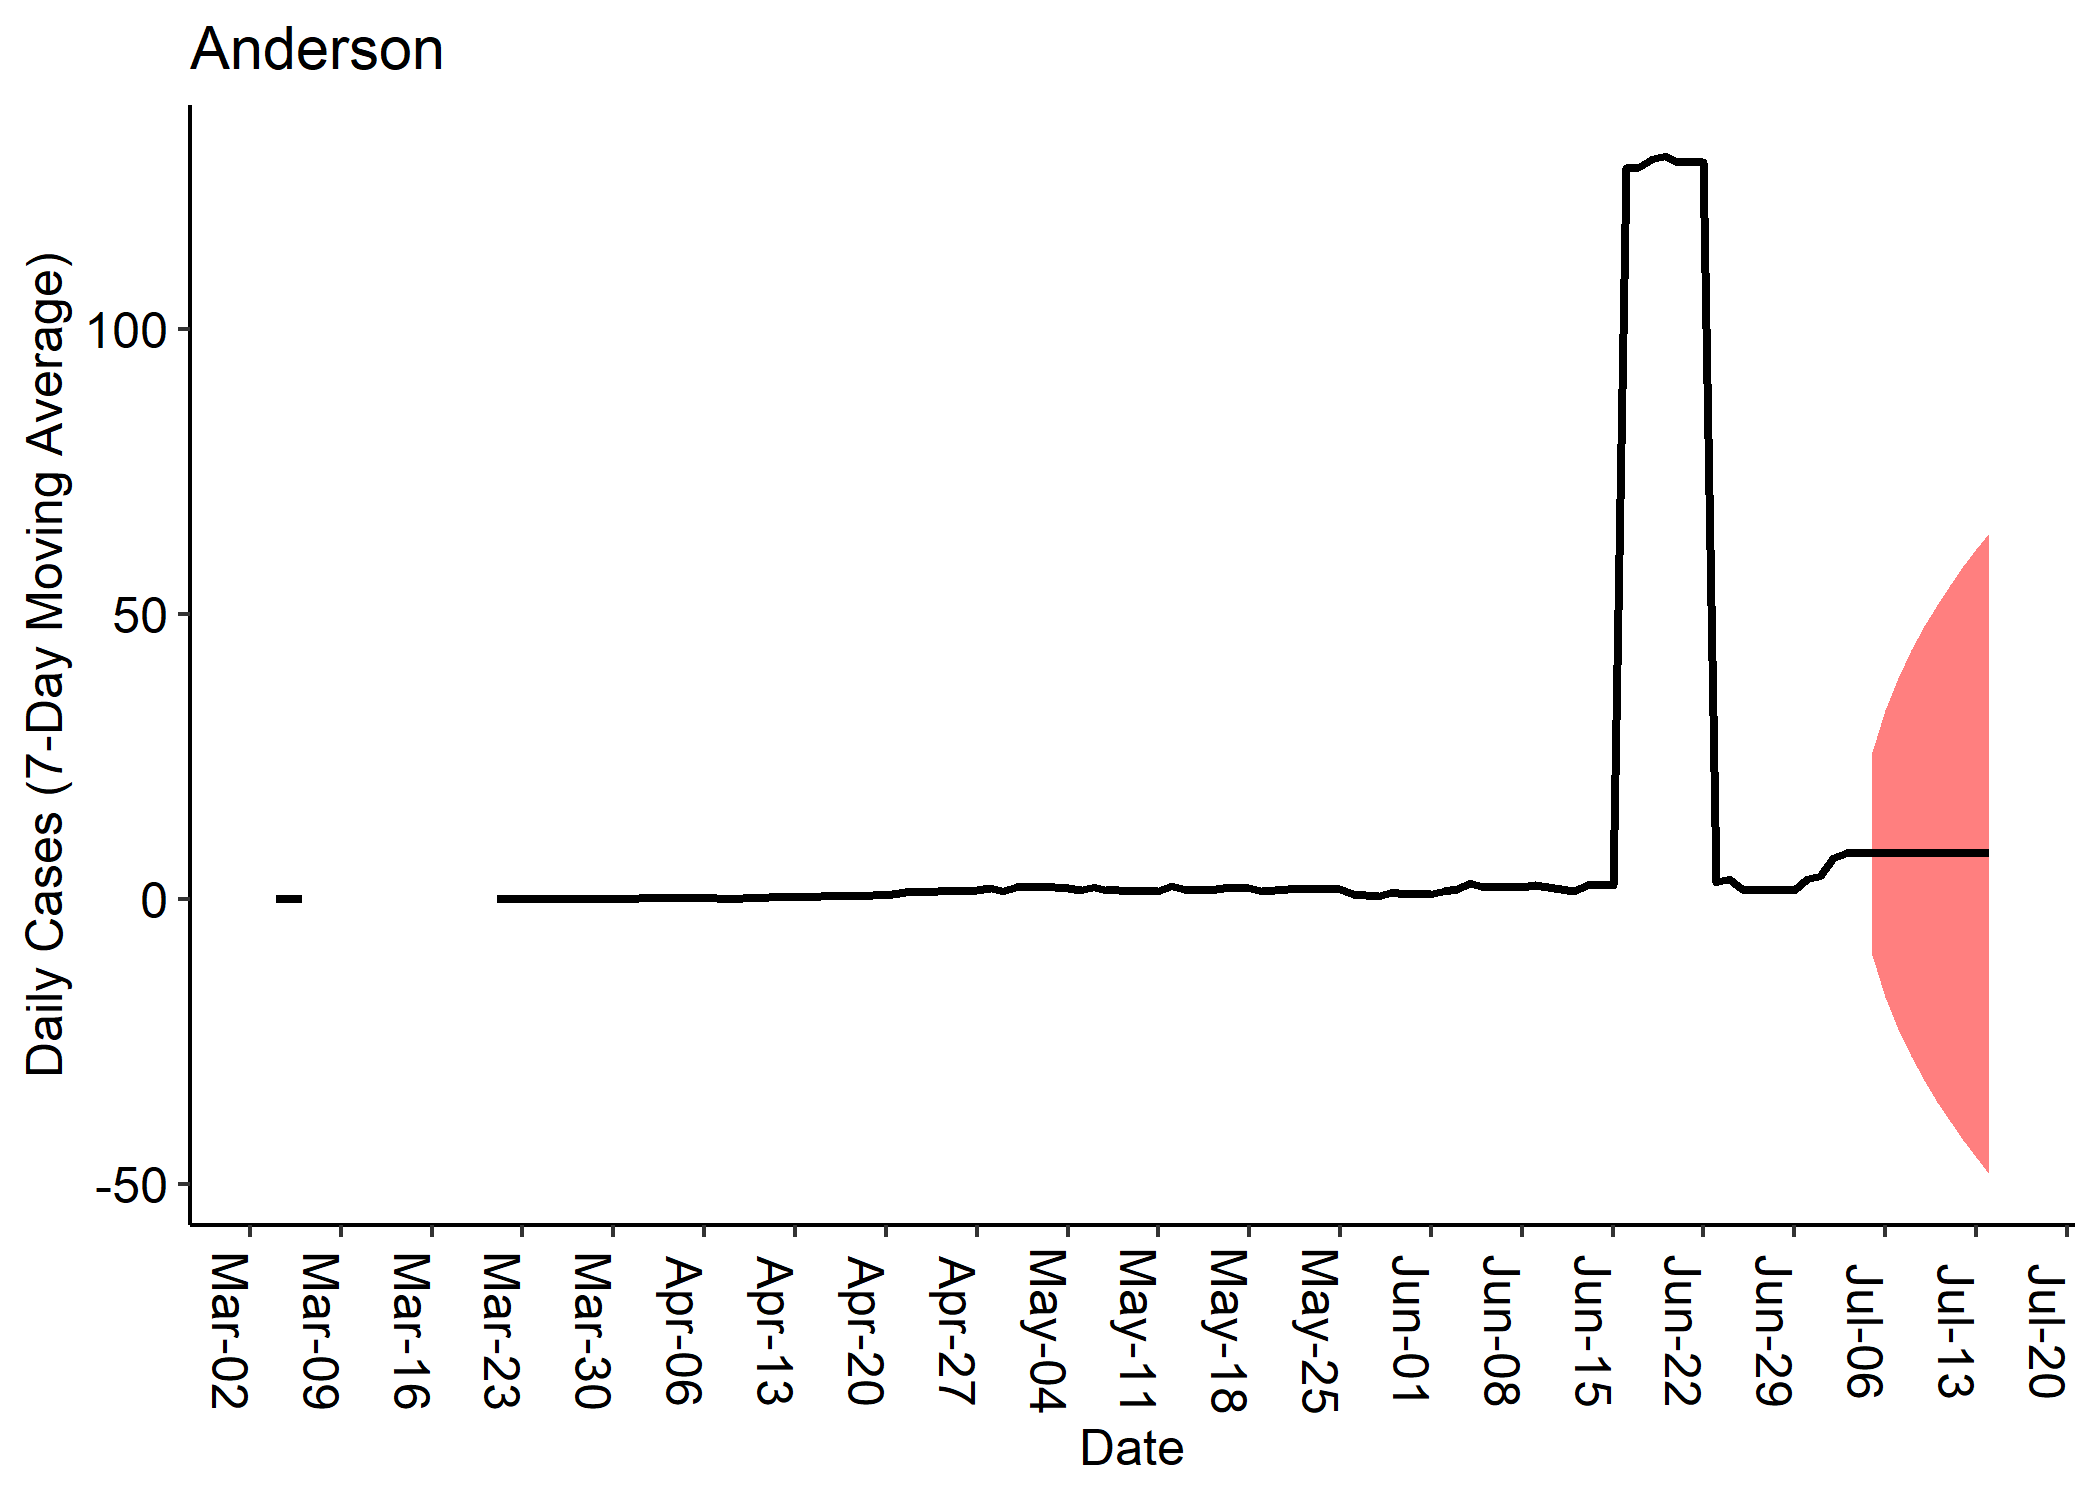 Anderson
Daily Cases (7-Day Moving Average)
100
50
0
-50
Mar-02
Mar-09
Mar-16
Mar-23
Mar-30
Apr-06
Apr-13
Apr-20
Apr-27
May-04
May-11
May-18
May-25
Jun-01
Jun-08
Jun-15
Jun-22
Jun-29
Jul-06
Jul-13
Jul-20
Date